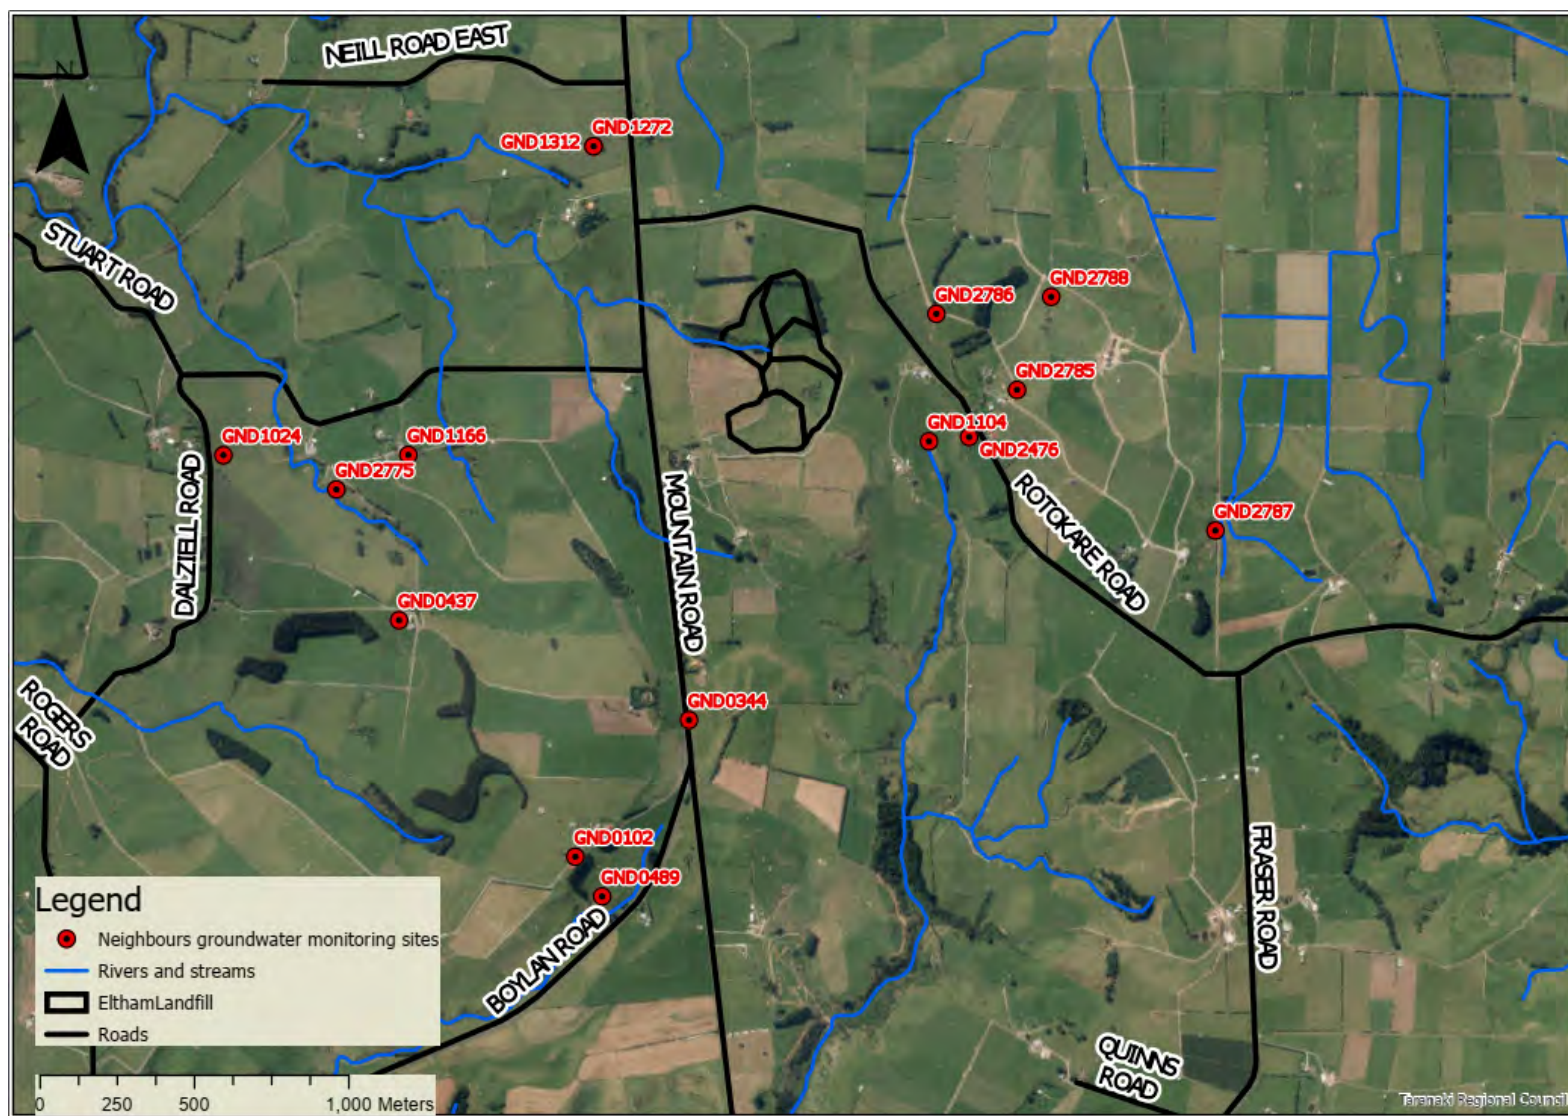 NEILL ROAD EAST
N
GND1272
GND1312
STUART ROAD
GND2786
GND2788
GND2785
GND1024
GND1166
GND1104
GND2476
GND2775
DALZIELL ROAD
MOUNTAIN ROAD
ROTOKARE ROAD
GND2787
GND0437
ROGERS
ROAD
GND0344
GND0102
GND0489
BOYLAN ROAD
FRASER ROAD
QUINNS
ROAD
Legend
Neighbours groundwater monitoring sites
Rivers and streams
ElthamLandfill
Roads
0 250 500 1,000 Meters
Taranaki Regional Council